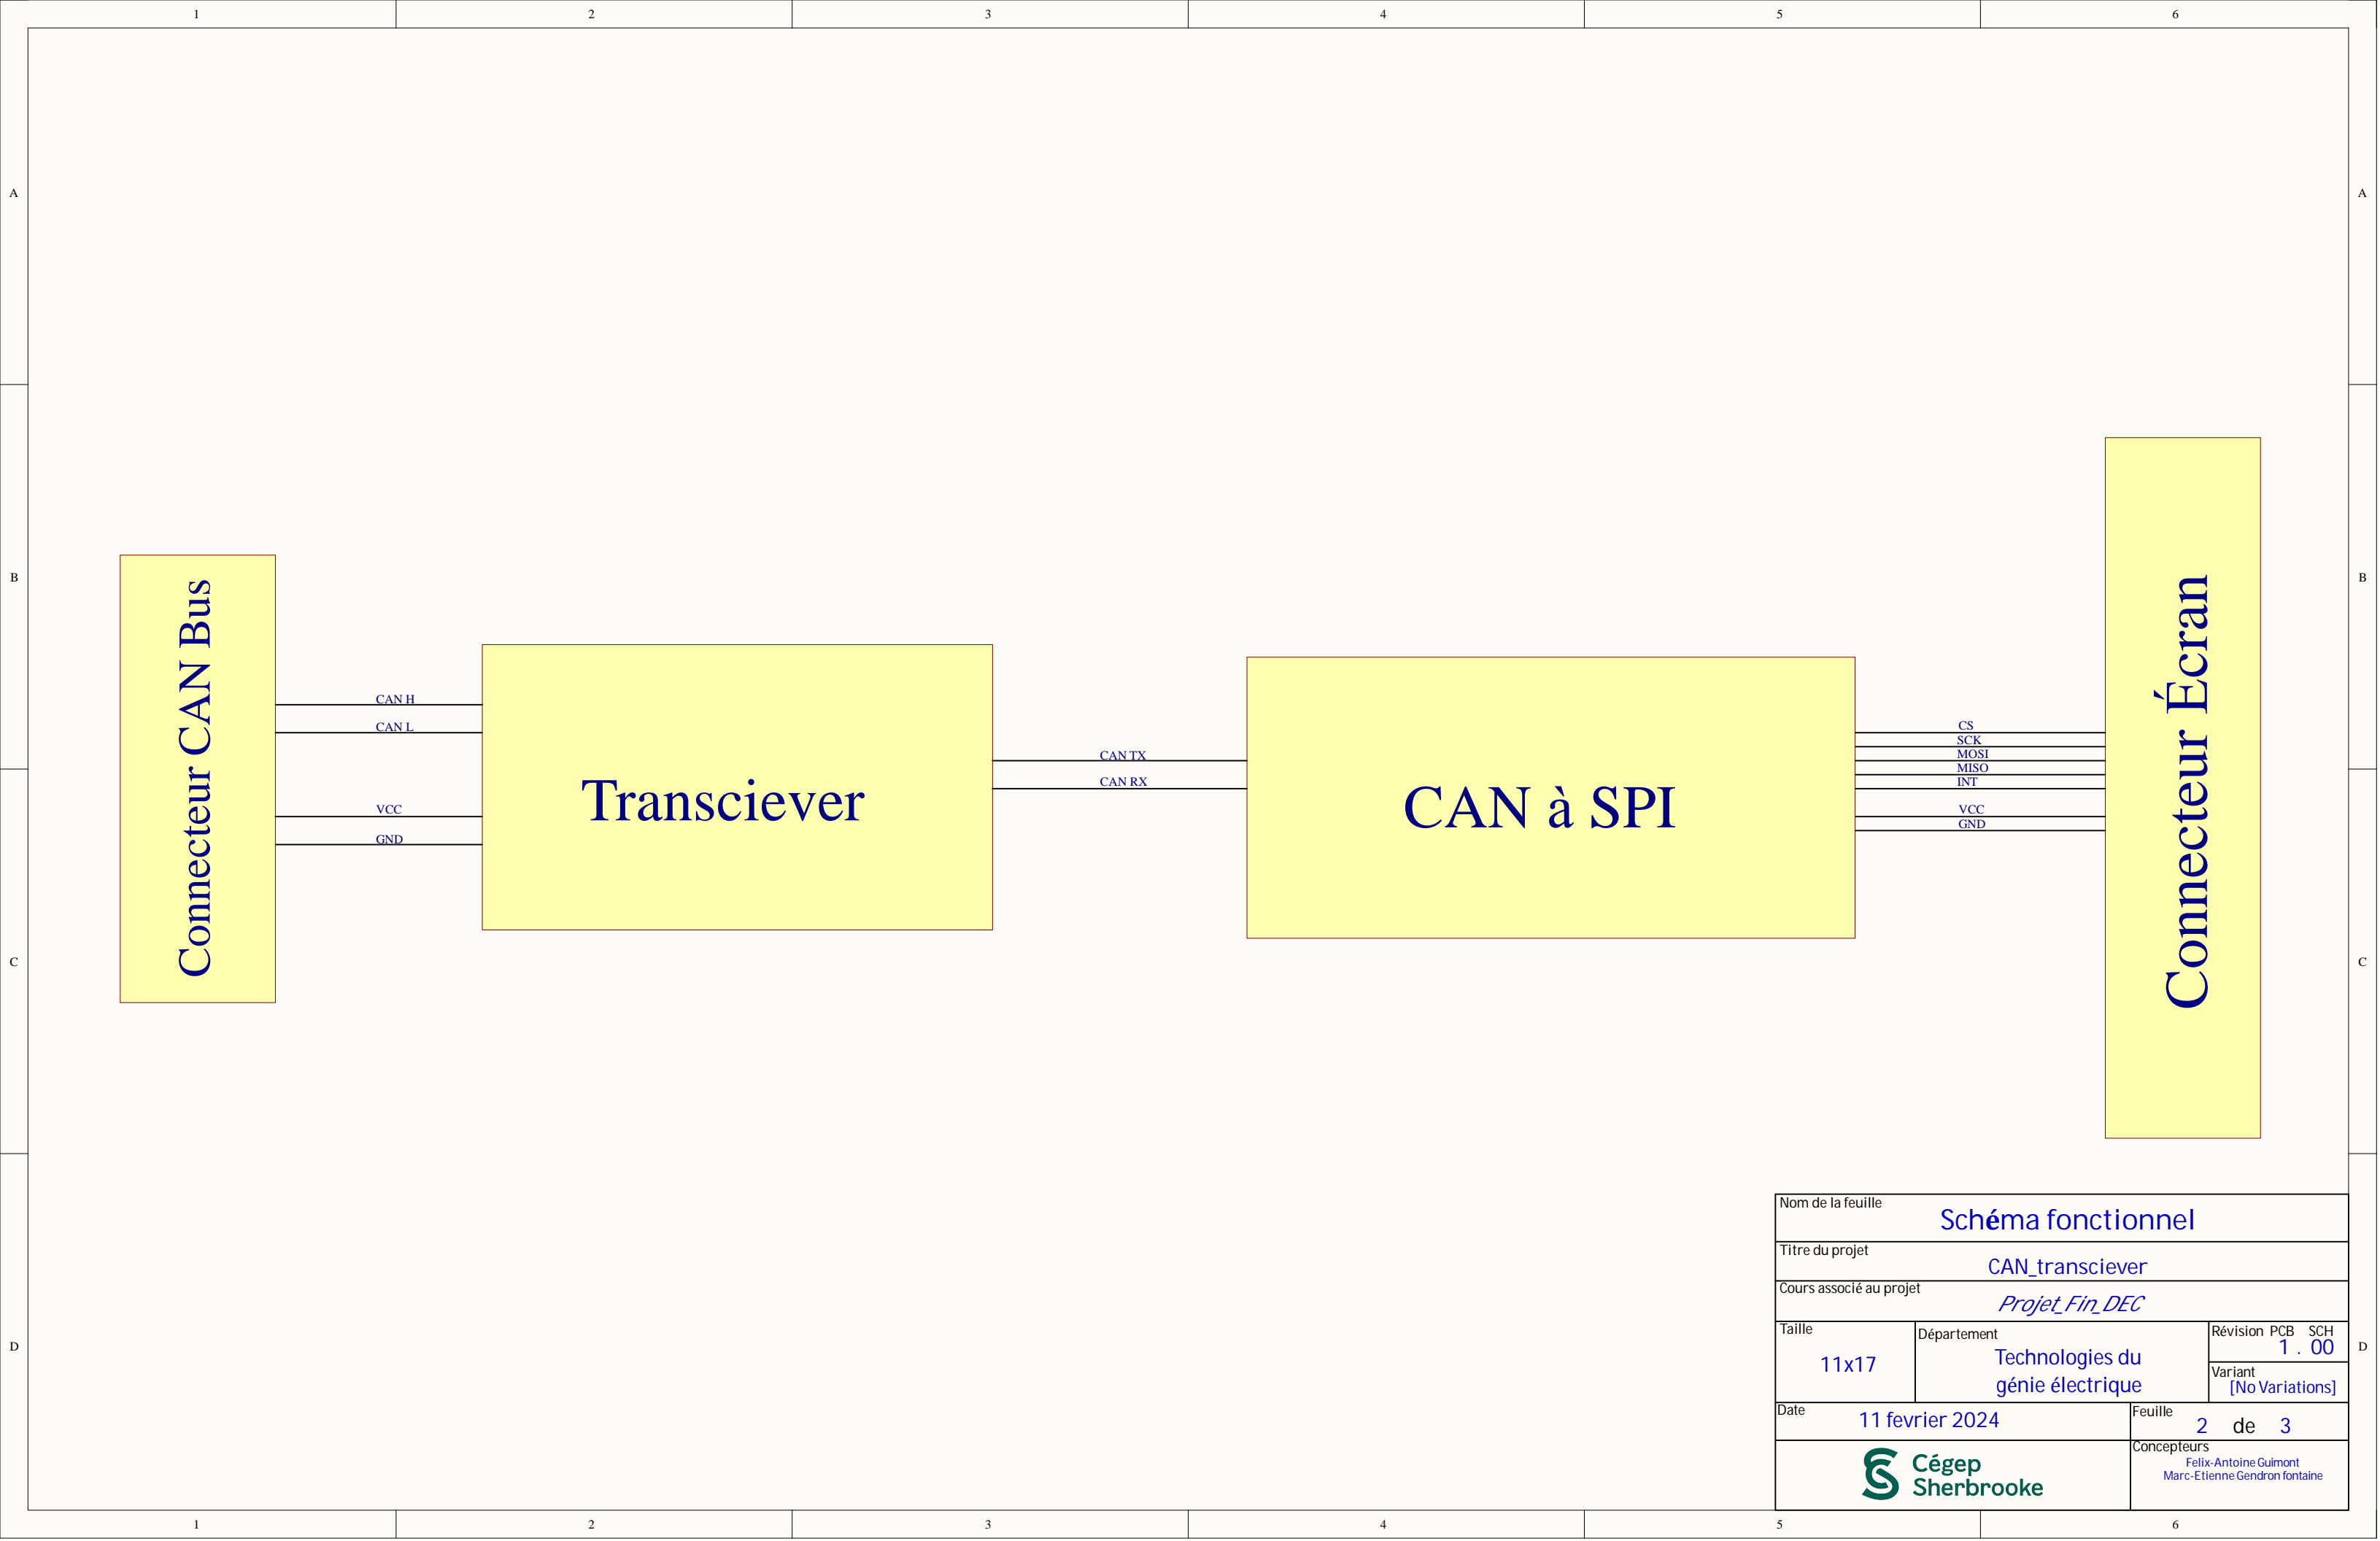 1 2 3 4 5 6
A A
B B
Connecteur CAN Bus
CAN H
CAN L
VCC
GND
Transciever
CAN TX
CAN RX
CAN à SPI
CS
SCK
MOSI
MISO
INT
VCC
GND
Connecteur Écran
C C
D D
Nom de la feuille
Schéma fonctionnel
Titre du projet
CAN_transciever
Cours associé au projet
Projet_Fin_DEC
Taille
11x17
Département
Technologies du
génie électrique
Révision PCB SCH
1 . 00
Variant
[No Variations]
Date
11 fevrier 2024
Feuille
2 de 3
Cégep
Sherbrooke
Concepteurs
Felix-Antoine Guimont
Marc-Etienne Gendron fontaine
1 2 3 4 5 6